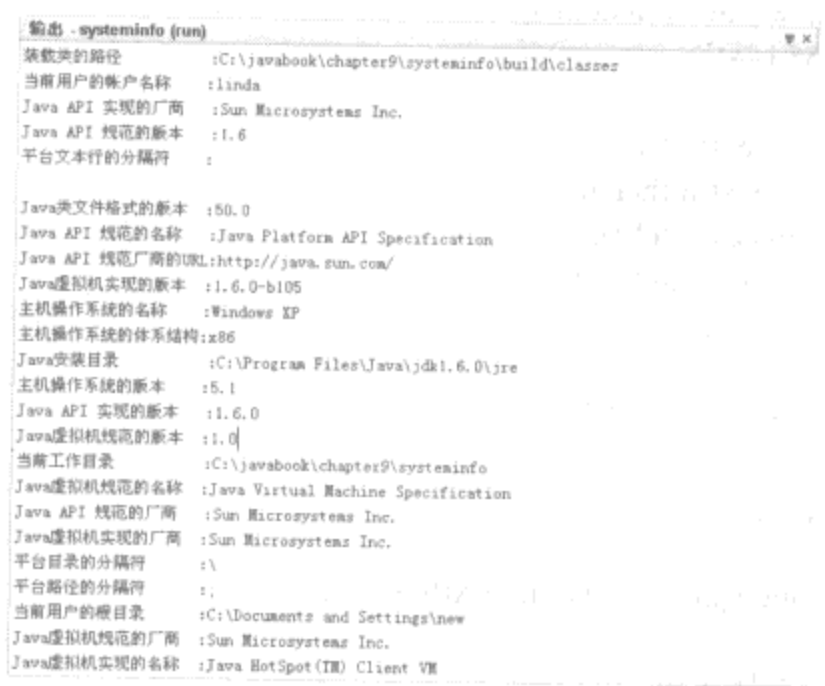 输出 - systeminfo (run)
装载类的路径 :C:\javabook\chapter9\systeminfo\build\classes
当前用户的帐户名称 :linda
Java API 实现的厂商 :Sun Microsystems Inc.
Java API 规范的版本 :1.6
平台文本行的分隔符 :
Java类文件格式的版本 :50.0
Java API 规范的名称 :Java Platform API Specification
Java API 规范厂商的URL:http://java.sun.com/
Java虚拟机实现的版本 :1.6.0-b105
主机操作系统的名称 :Windows XP
主机操作系统的体系结构:x86
Java安装目录 :C:\Program Files\Java\jdk1.6.0\jre
主机操作系统的版本 :5.1
Java API 实现的版本 :1.6.0
Java虚拟机规范的版本 :1.0
当前工作目录 :C:\javabook\chapter9\systeminfo
Java虚拟机规范的名称 :Java Virtual Machine Specification
Java API 规范的厂商 :Sun Microsystems Inc.
Java虚拟机实现的厂商 :Sun Microsystems Inc.
平台目录的分隔符 :\
平台路径的分隔符 :;
当前用户的根目录 :C:\Documents and Settings\new
Java虚拟机规范的厂商 :Sun Microsystems Inc.
Java虚拟机实现的名称 :Java HotSpot(TM) Client VM